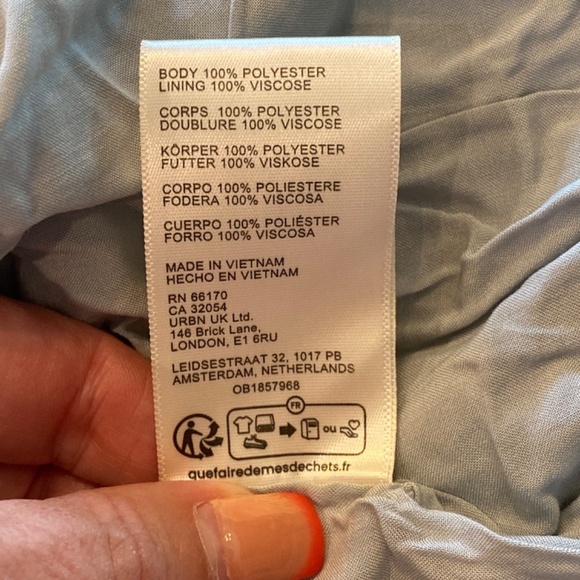 BODY 100% POLYESTER
LINING 100% VISCOSE
CORPS 100% POLYESTER
DOUBLURE 100% VISCOSE
KÖRPER 100% POLYESTER
FUTTER 100% VISKOSE
CORPO 100% POLIESTERE
FODERA 100% VISCOSA
CUERPO 100% POLIÉSTER
FORRO 100% VISCOSA
MADE IN VIETNAM
HECHO EN VIETNAM
RN 66170
CA 32054
URBN UK Ltd.
146 Brick Lane,
LONDON, E1 6RU
LEIDSESTRAAT 32, 1017 PB
AMSTERDAM, NETHERLANDS
OB1857968
FR
ou
quefairedemesdechets.fr